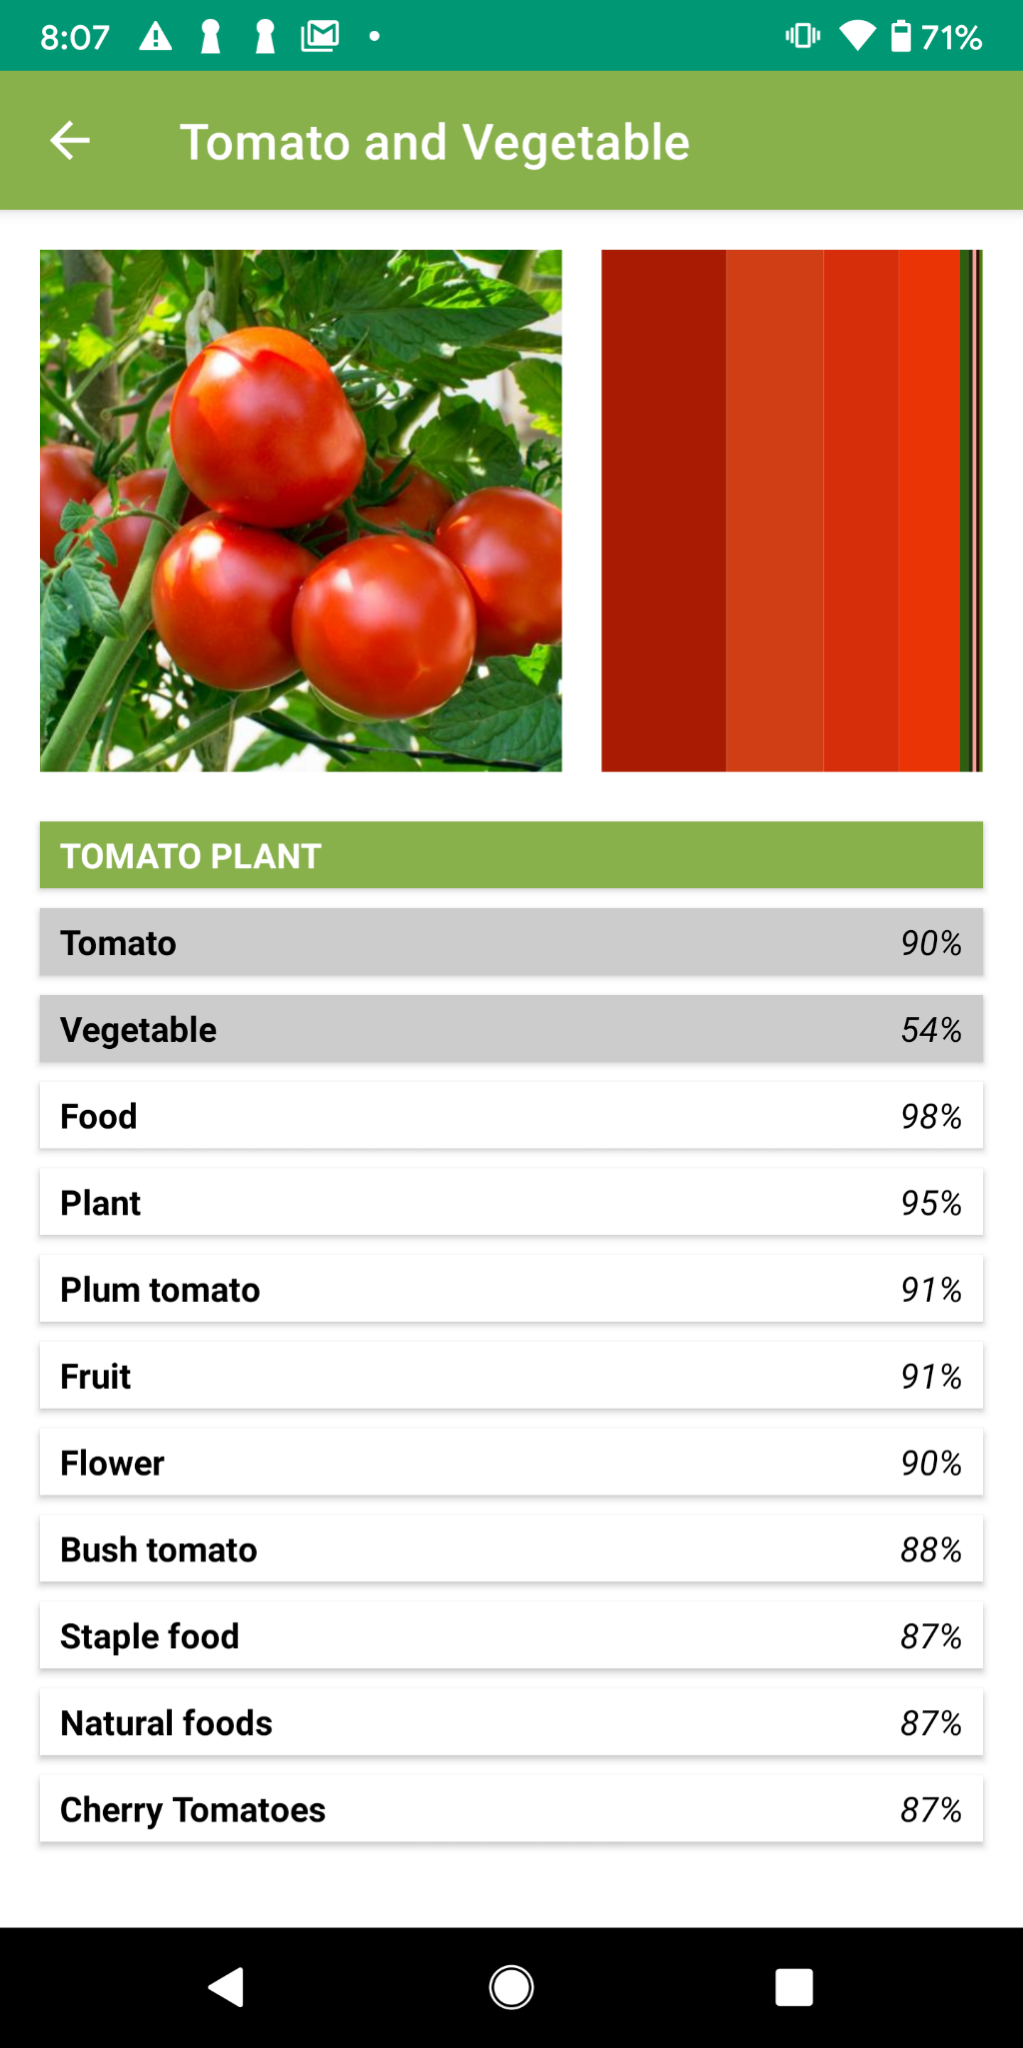 8:07 71%
Tomato and Vegetable
TOMATO PLANT
Tomato 90%
Vegetable 54%
Food 98%
Plant 95%
Plum tomato 91%
Fruit 91%
Flower 90%
Bush tomato 88%
Staple food 87%
Natural foods 87%
Cherry Tomatoes 87%